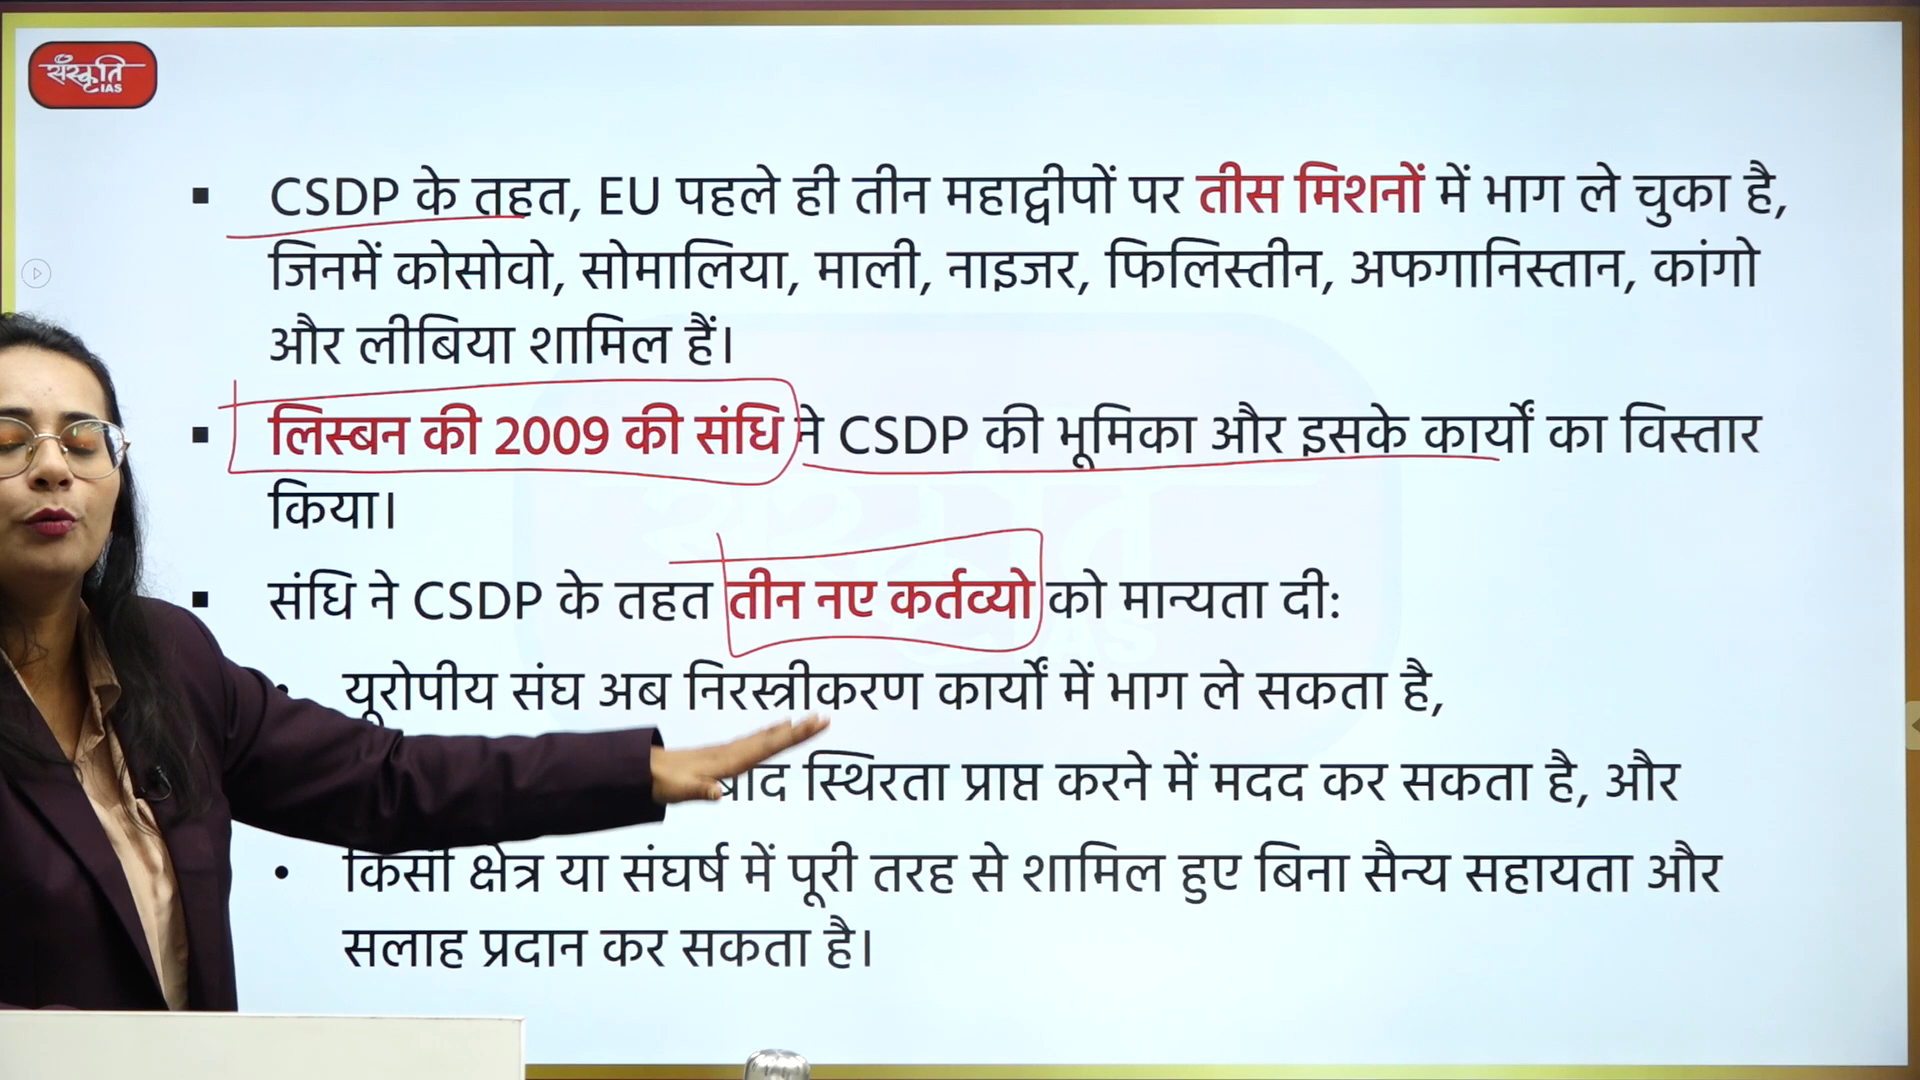 संस्कृति
IAS
CSDP के तहत, EU पहले ही तीन महाद्वीपों पर तीस मिशनों में भाग ले चुका है,
जिनमें कोसोवो, सोमालिया, माली, नाइजर, फिलिस्तीन, अफगानिस्तान, कांगो
और लीबिया शामिल हैं।
लिस्बन की 2009 की संधि ने CSDP की भूमिका और इसके कार्यों का विस्तार
किया।
संधि ने CSDP के तहत तीन नए कर्तव्यो को मान्यता दी:
यूरोपीय संघ अब निरस्त्रीकरण कार्यों में भाग ले सकता है,
बाद स्थिरता प्राप्त करने में मदद कर सकता है, और
किसी क्षेत्र या संघर्ष में पूरी तरह से शामिल हुए बिना सैन्य सहायता और
सलाह प्रदान कर सकता है।